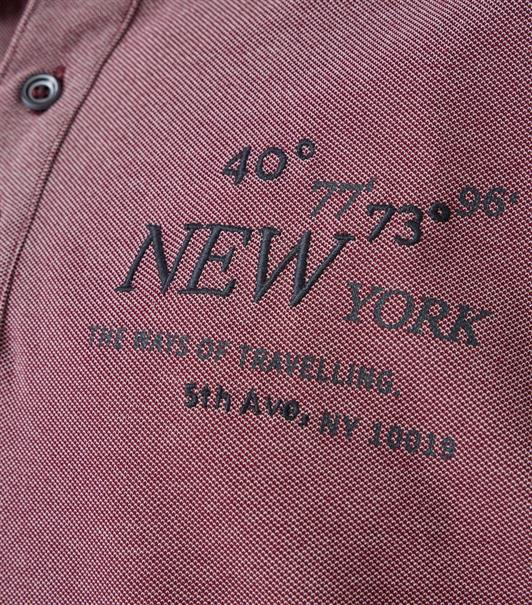 40° 77' 73° 96'
NEW YORK
THE WAYS OF TRAVELLING.
5th Ave, NY 10019